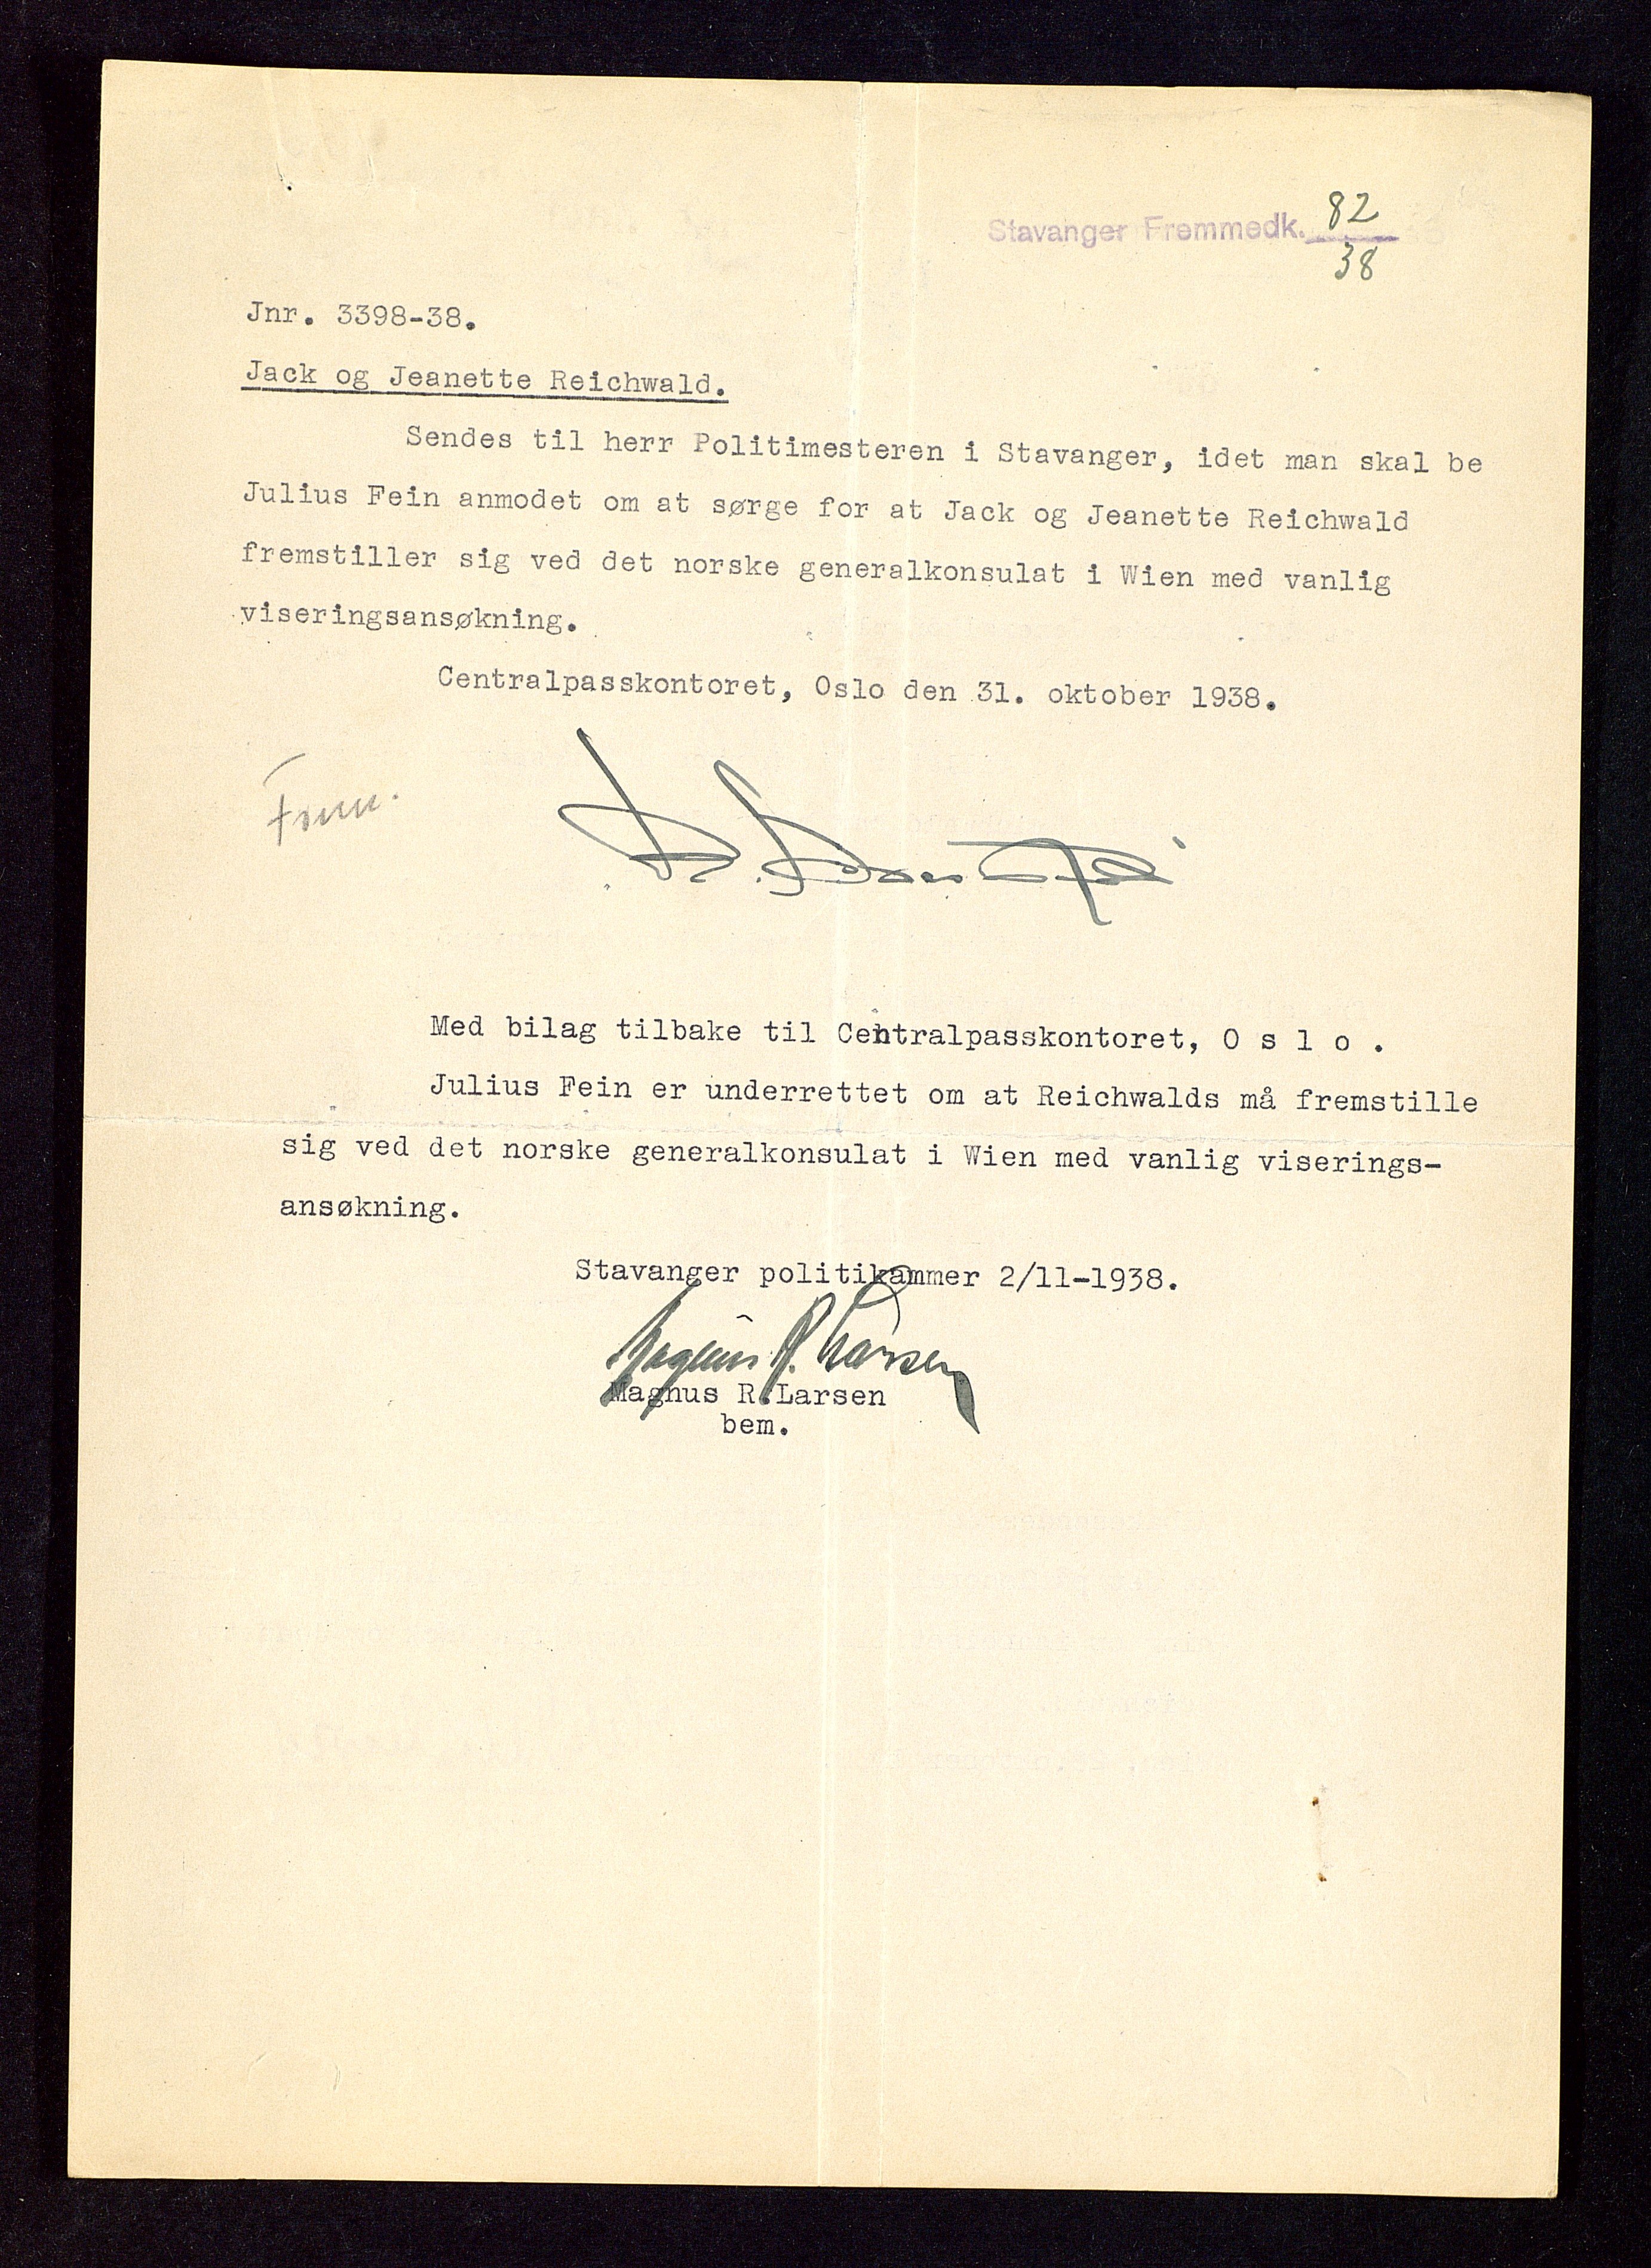 Stavanger Fremmedk. 82
38
Jnr. 3398-38.
Jack og Jeanette Reichwald.
Sendes til herr Politimesteren i Stavanger, idet man skal be
Julius Fein anmodet om at sørge for at Jack og Jeanette Reichwald
fremstiller sig ved det norske generalkonsulat i Wien med vanlig
viseringsansøkning.
Centralpasskontoret, Oslo den 31. oktober 1938.
Med bilag tilbake til Centralpasskontoret, O s l o .
Julius Fein er underrettet om at Reichwalds må fremstille
sig ved det norske generalkonsulat i Wien med vanlig viserings-
ansøkning.
Stavanger politikammer 2/11-1938.
Magnus R. Larsen
Magnus R.Larsen
bem.